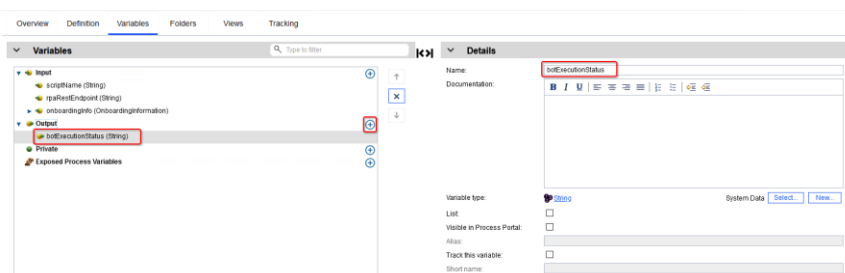 Overview Definition Variables Folders Views Tracking
Variables
Type to filter
Input
scriptName (String)
rpaRestEndpoint (String)
onboardingInfo (OnboardingInformation)
Output
botExecutionStatus (String)
Private
Exposed Process Variables
Details
Name: botExecutionStatus
Documentation:
B I U
Variable type: String System Data Select... New...
List:
Visible in Process Portal:
Alias:
Track this variable:
Short name: